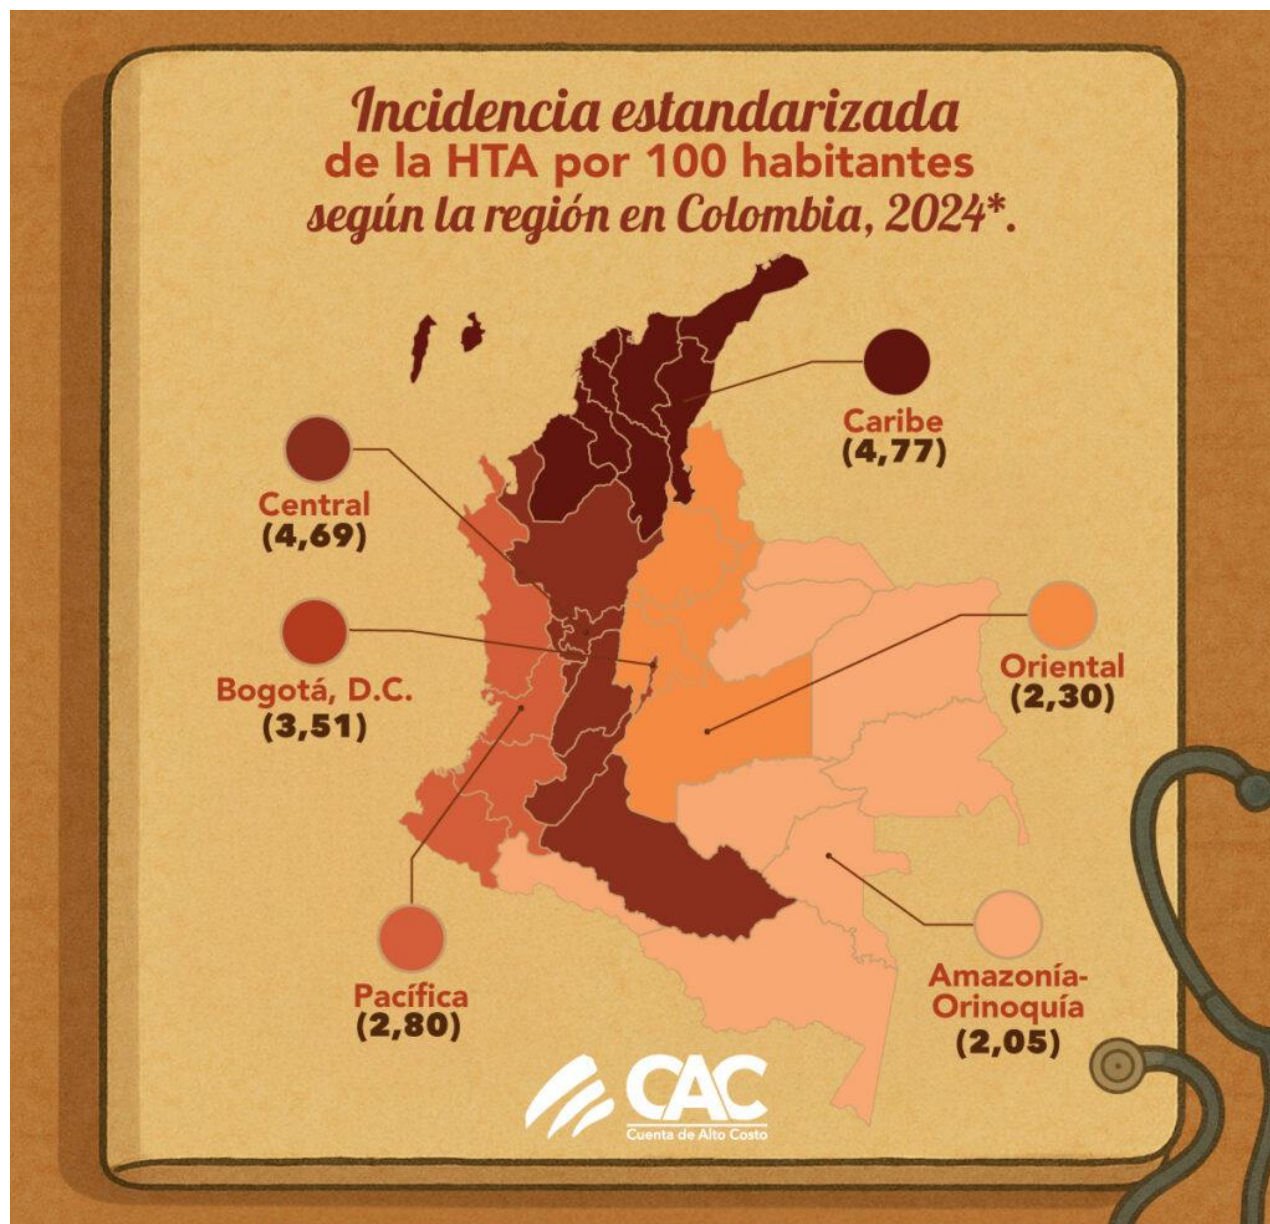 Incidencia estandarizada
de la HTA por 100 habitantes
según la región en Colombia, 2024*.
Caribe
(4,77)
Central
(4,69)
Bogotá, D.C.
(3,51)
Oriental
(2,30)
Pacífica
(2,80)
Amazonía-
Orinoquía
(2,05)
CAC
Cuenta de Alto Costo